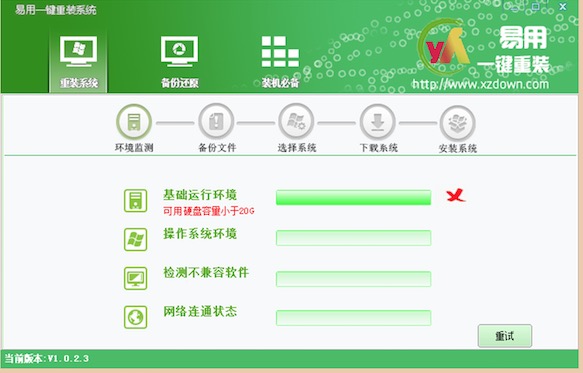 易用一键重装系统
重装系统
备份还原
装机必备
易用
一键重装
http://www.xzdown.com
环境监测
备份文件
选择系统
下载系统
安装系统
基础运行环境
可用硬盘容量小于20G
操作系统环境
检测不兼容软件
网络连通状态
重试
当前版本:V1.0.2.3